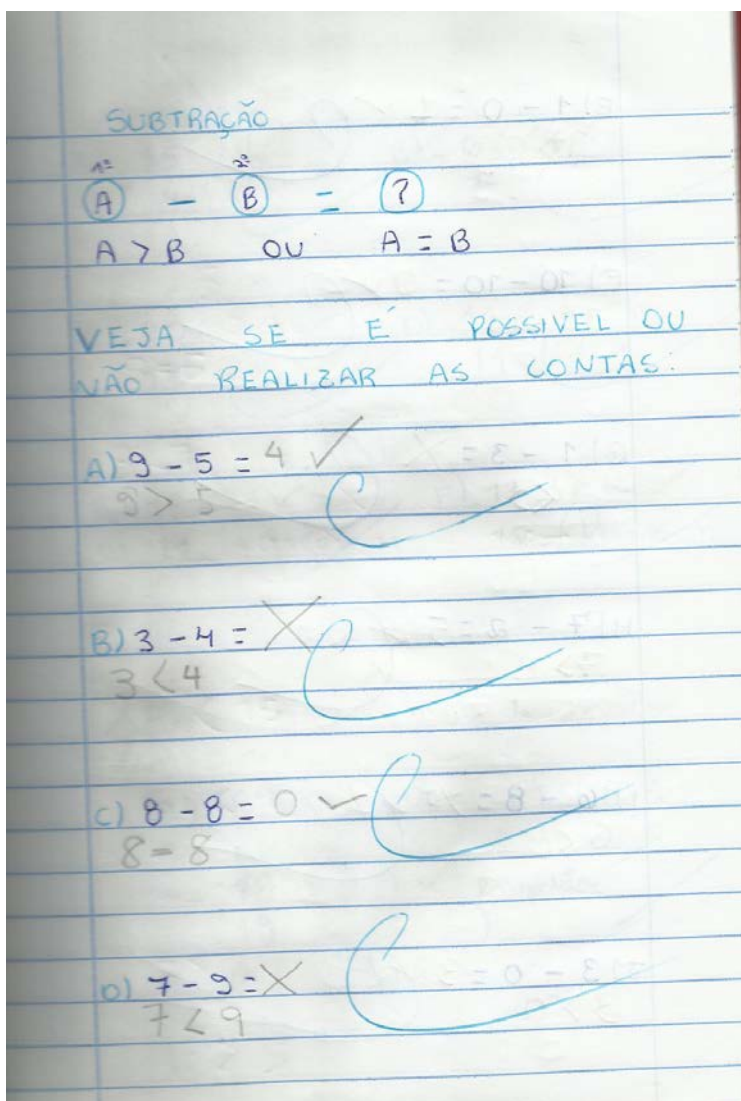 SUBTRAÇÃO
1º 2º
A - B = ?
A > B OU A = B
VEJA SE É POSSIVEL OU
NÃO REALIZAR AS CONTAS:
A) 9 - 5 = 4 ✓
9 > 5
B) 3 - 4 = X
3 < 4
C) 8 - 8 = 0 ✓
8 = 8
D) 7 - 9 = X
7 < 9